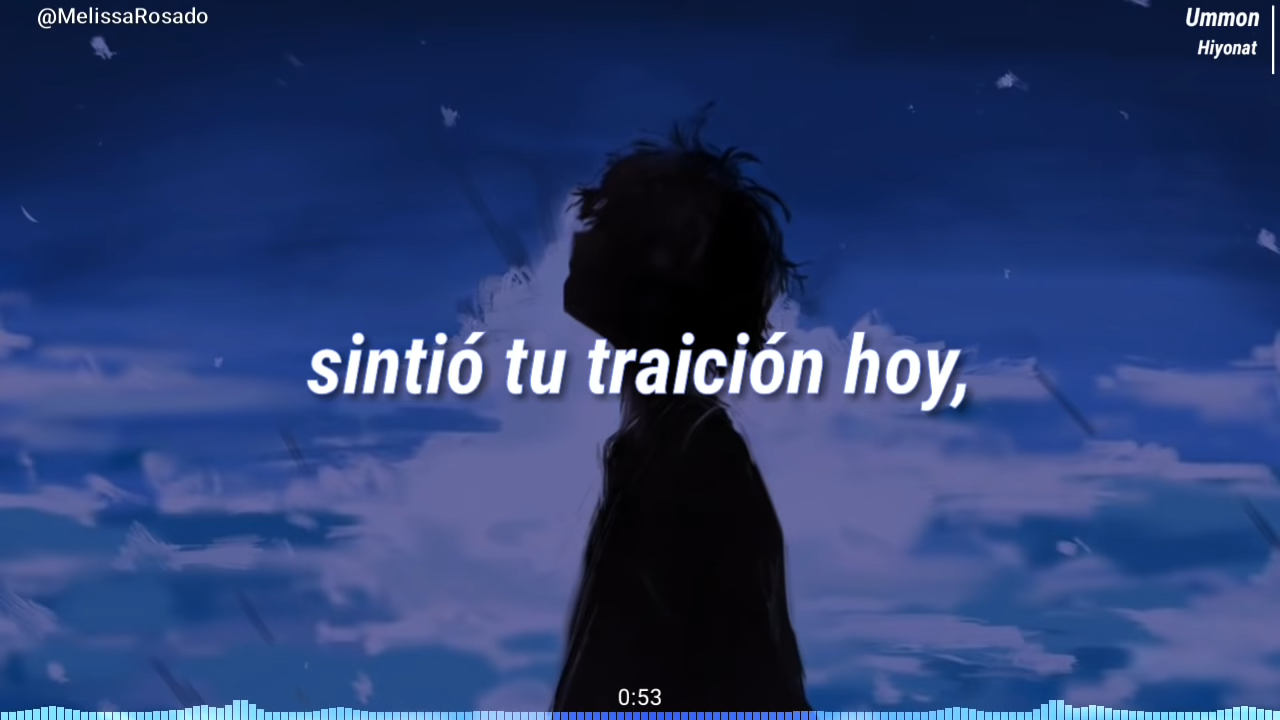 @MelissaRosado
Ummon
Hiyonat
sintió tu traición hoy,
0:53